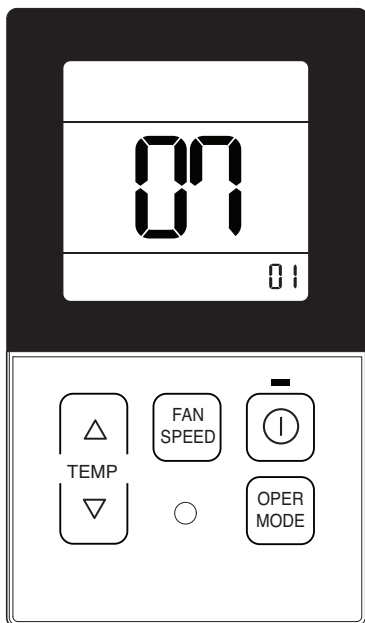 07
01
FAN
SPEED
TEMP
OPER
MODE